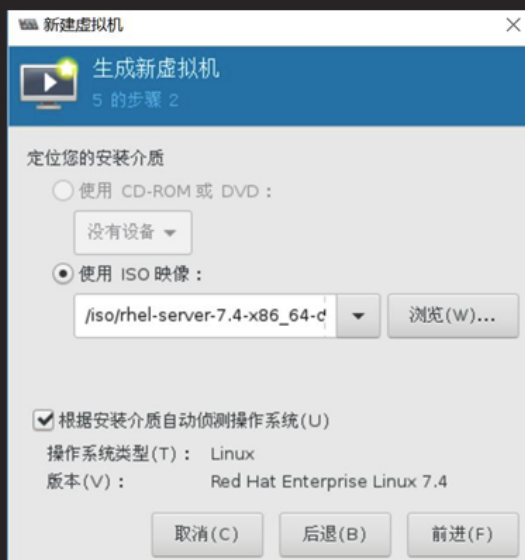 新建虚拟机
生成新虚拟机
5 的步骤 2
定位您的安装介质
使用 CD-ROM 或 DVD：
没有设备
使用 ISO 映像：
/iso/rhel-server-7.4-x86_64-d
浏览(W)...
根据安装介质自动侦测操作系统(U)
操作系统类型(T)： Linux
版本(V)： Red Hat Enterprise Linux 7.4
取消(C) 后退(B) 前进(F)